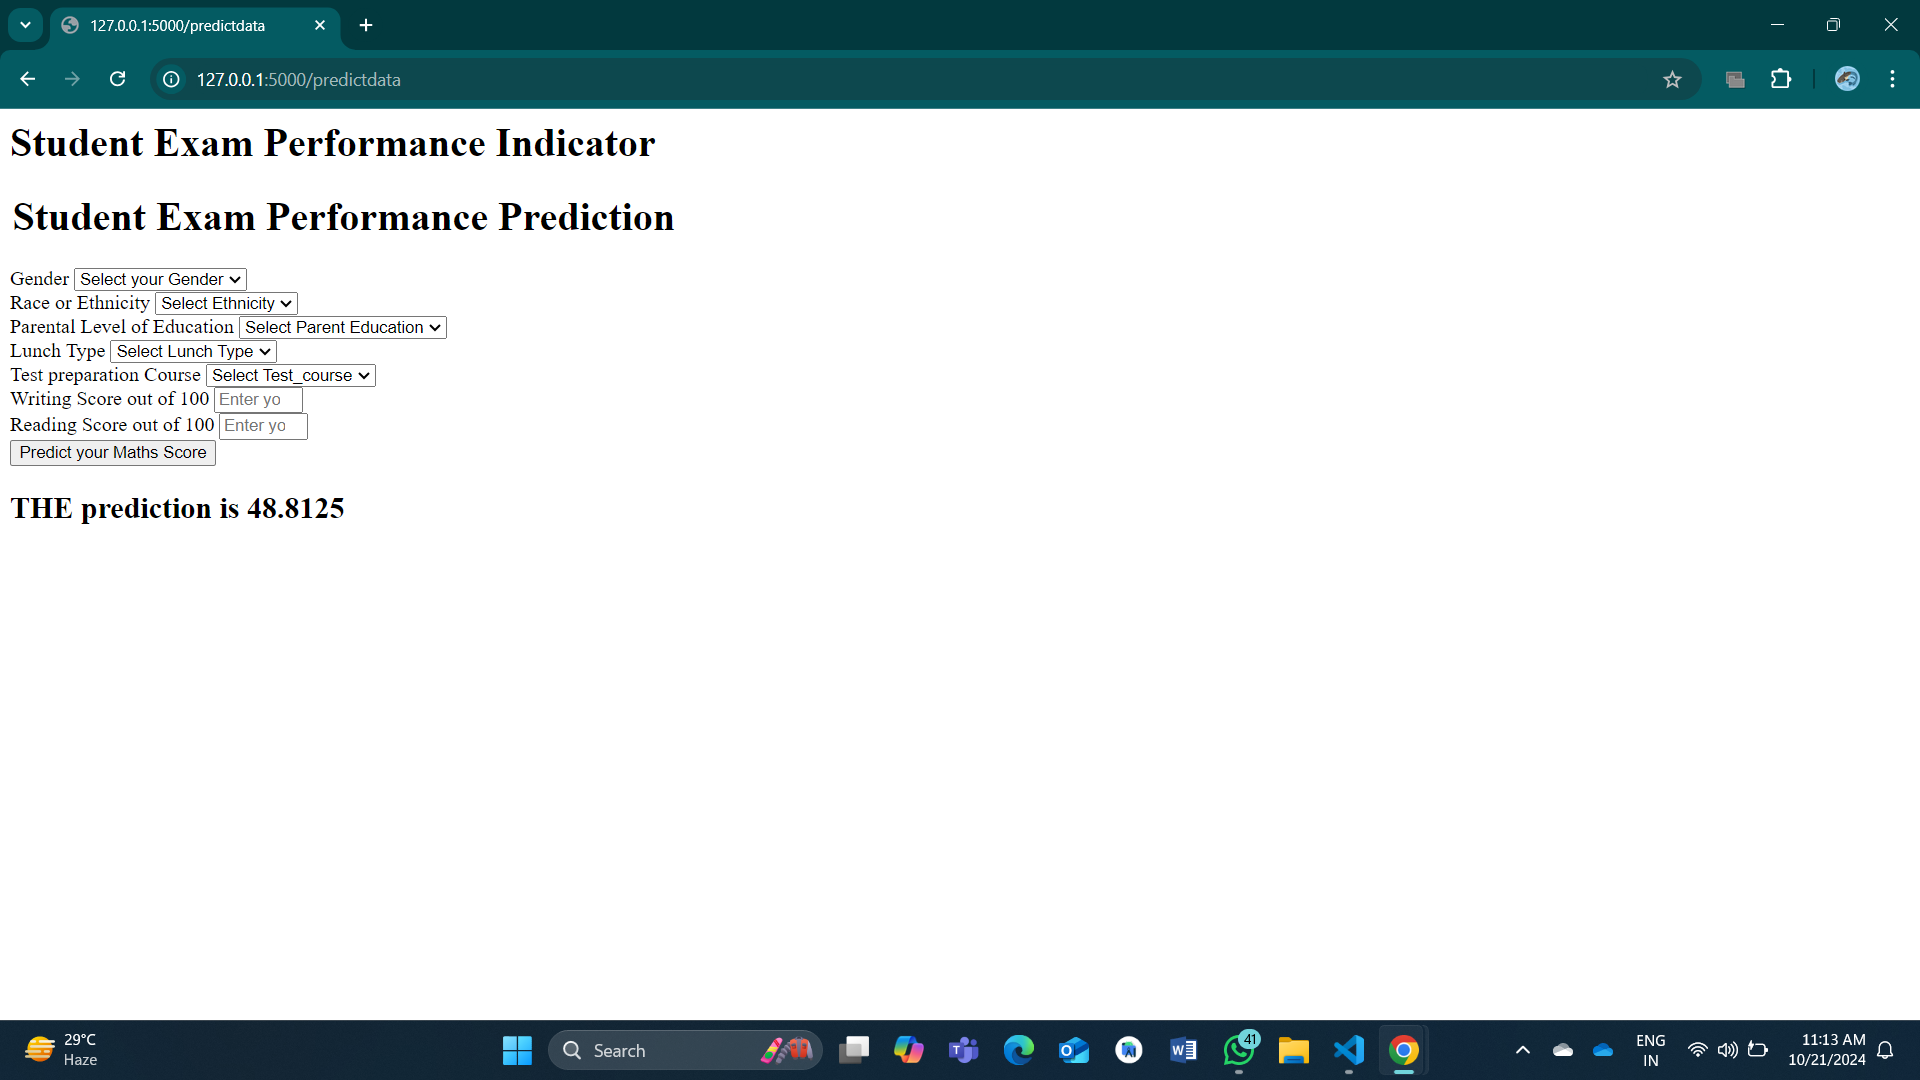 127.0.0.1:5000/predictdata
127.0.0.1:5000/predictdata
Student Exam Performance Indicator
Student Exam Performance Prediction
Gender Select your Gender
Race or Ethnicity Select Ethnicity
Parental Level of Education Select Parent Education
Lunch Type Select Lunch Type
Test preparation Course Select Test_course
Writing Score out of 100 Enter yo
Reading Score out of 100 Enter yo
Predict your Maths Score
THE prediction is 48.8125
29°C
Haze
Search
41
ENG
IN
11:13 AM
10/21/2024